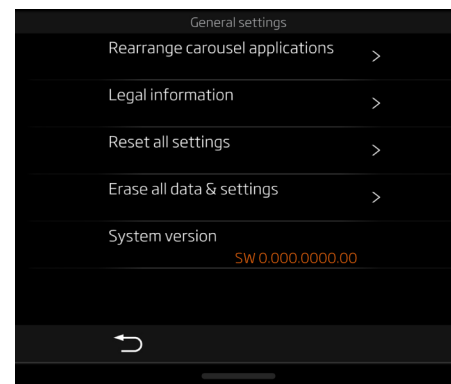 General settings
Rearrange carousel applications
Legal information
Reset all settings
Erase all data & settings
System version
SW 0.000.0000.00